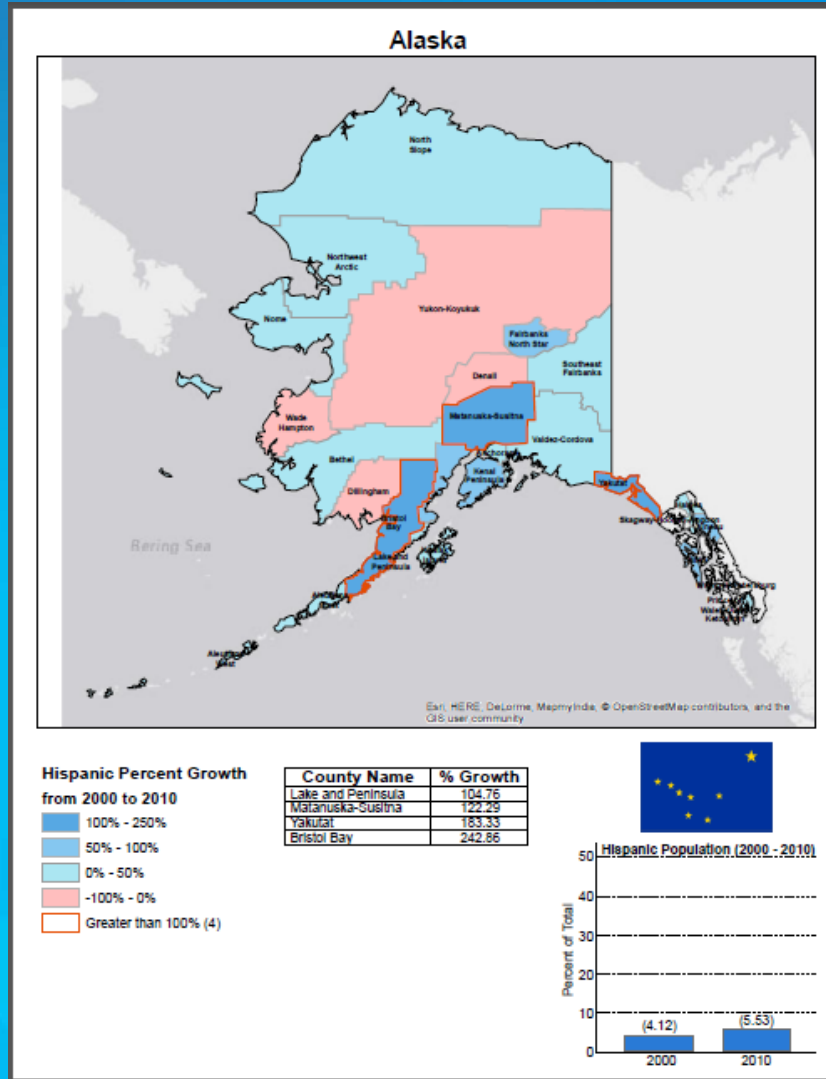 Alaska
North
Slope
Northwest
Arctic
Nome
Yukon-Koyukuk
Fairbanks
North Star
Southeast
Fairbanks
Denali
Wade
Hampton
Matanuska-Susitna
Valdez-Cordova
Bethel
Kenai
Peninsula
Dillingham
Yakutat
Bristol
Bay
Lake and
Peninsula
Bering Sea
Esri, HERE, DeLorme, MapmyIndia, © OpenStreetMap contributors, and the
GIS user community
Hispanic Percent Growth
from 2000 to 2010
100% - 250%
50% - 100%
0% - 50%
-100% - 0%
Greater than 100% (4)
County Name % Growth
Lake and Peninsula 104.76
Matanuska-Susitna 122.29
Yakutat 183.33
Bristol Bay 242.86
Hispanic Population (2000 - 2010)
Percent of Total
50
40
30
20
10
0
(4.12) (5.53)
2000 2010